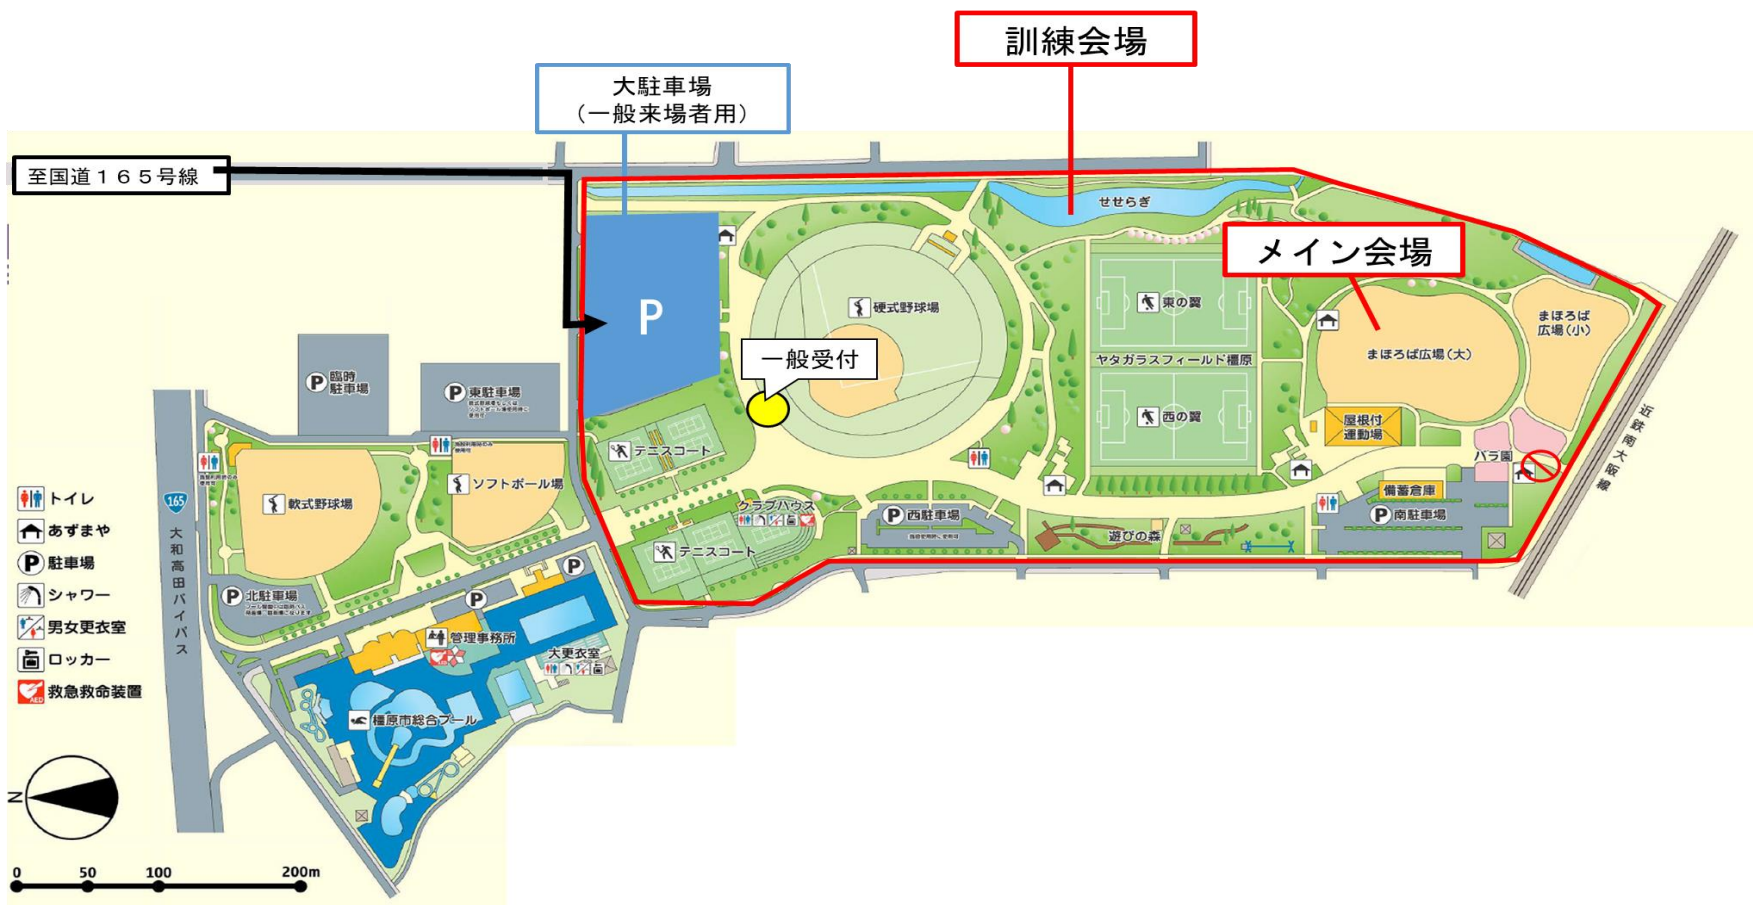 訓練会場
大駐車場
（一般来場者用）
至国道１６５号線
せせらぎ
メイン会場
P
硬式野球場
東の翼
まほろば
広場(小)
まほろば広場(大)
ヤタガラスフィールド橿原
一般受付
臨時
駐車場
東駐車場
西の翼
屋根付
運動場
近鉄南大阪線
バラ園
テニスコート
ソフトボール場
軟式野球場
備蓄倉庫
クラブハウス
西駐車場
南駐車場
遊びの森
テニスコート
165
大和高田バイパス
トイレ
あずまや
駐車場
シャワー
男女更衣室
ロッカー
救急救命装置
AED
北駐車場
管理事務所
大更衣室
橿原市総合プール
N
0 50 100 200m